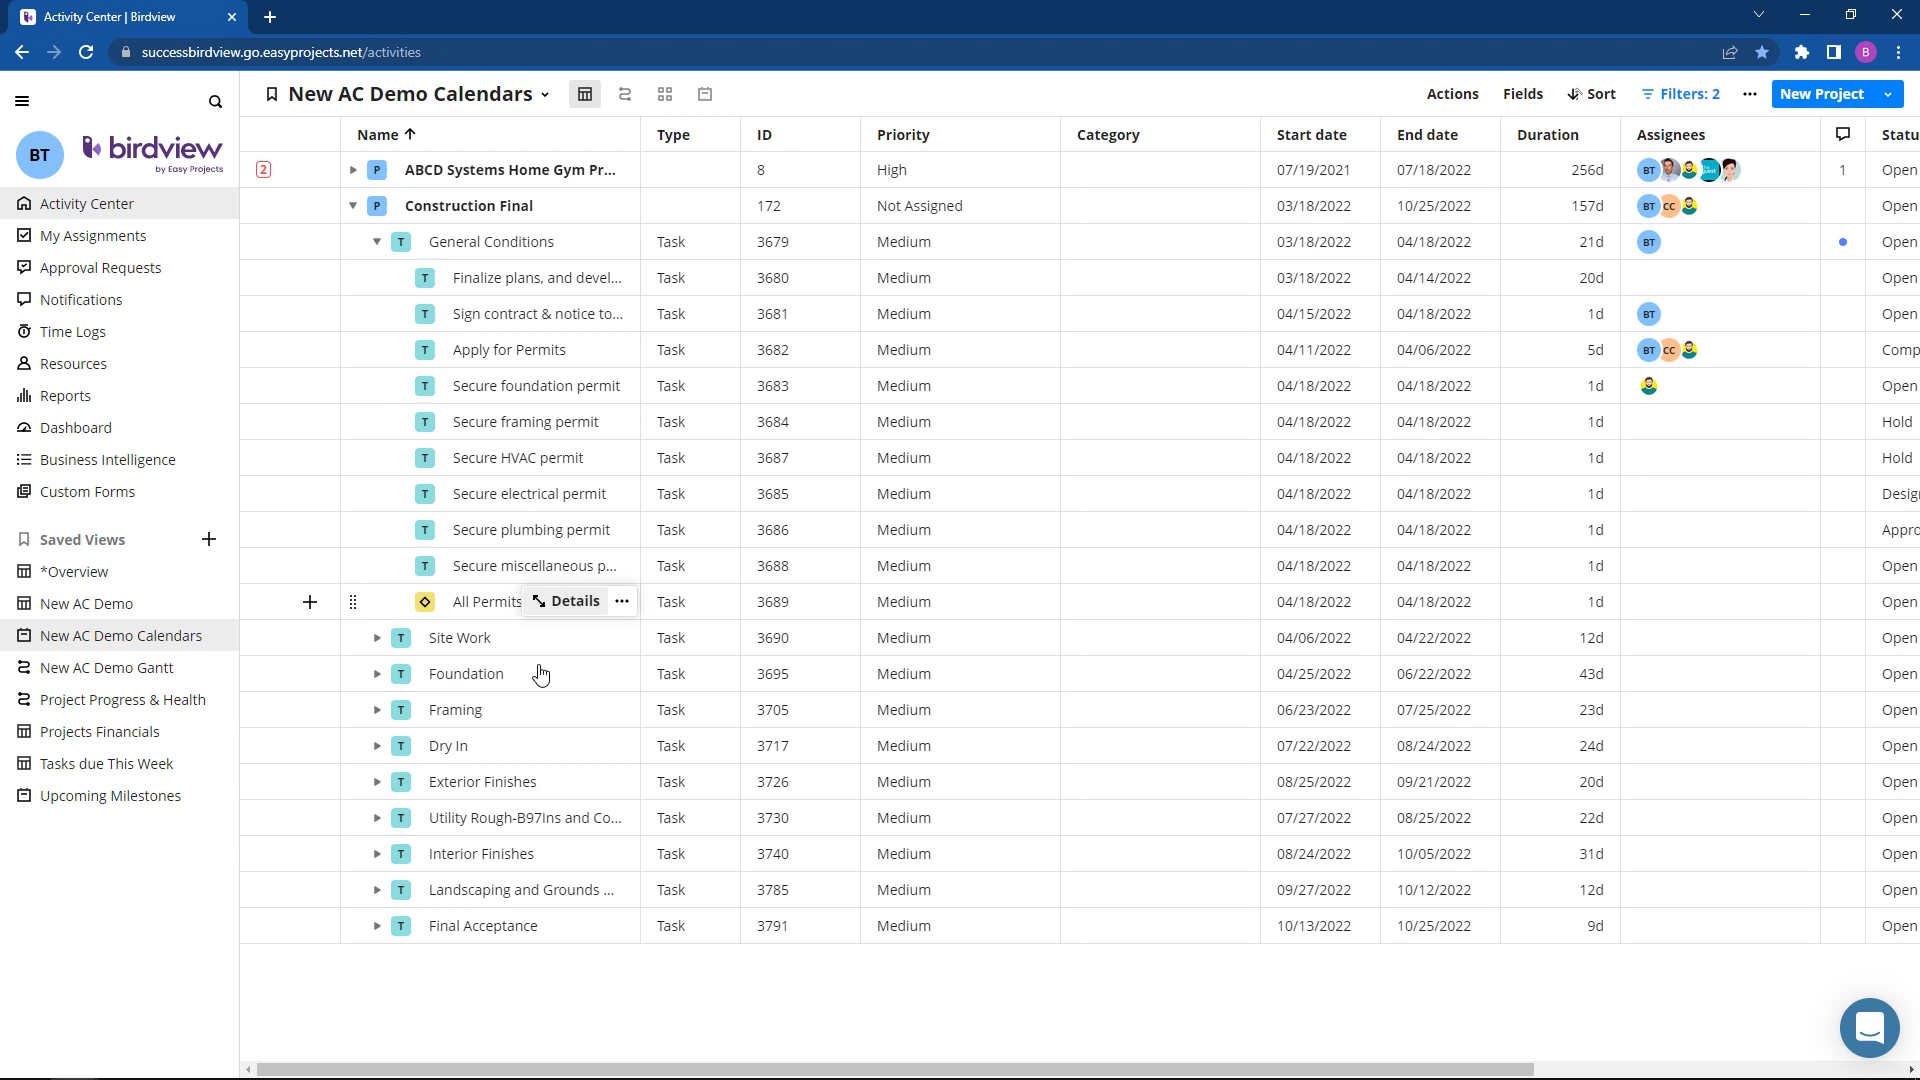 Activity Center | Birdview
successbirdview.go.easyprojects.net/activities
B
New AC Demo Calendars
Actions Fields Sort Filters: 2 New Project
BT birdview
by Easy Projects
Activity Center
My Assignments
Approval Requests
Notifications
Time Logs
Resources
Reports
Dashboard
Business Intelligence
Custom Forms
Saved Views
*Overview
New AC Demo
New AC Demo Calendars
New AC Demo Gantt
Project Progress & Health
Projects Financials
Tasks due This Week
Upcoming Milestones
Name Type ID Priority Category Start date End date Duration Assignees Statu
2 P ABCD Systems Home Gym Pr... 8 High 07/19/2021 07/18/2022 256d BT 1 Open
P Construction Final 172 Not Assigned 03/18/2022 10/25/2022 157d BT CC Open
T General Conditions Task 3679 Medium 03/18/2022 04/18/2022 21d BT Open
T Finalize plans, and devel... Task 3680 Medium 03/18/2022 04/14/2022 20d Open
T Sign contract & notice to... Task 3681 Medium 04/15/2022 04/18/2022 1d BT Open
T Apply for Permits Task 3682 Medium 04/11/2022 04/06/2022 5d BT CC Comp
T Secure foundation permit Task 3683 Medium 04/18/2022 04/18/2022 1d Open
T Secure framing permit Task 3684 Medium 04/18/2022 04/18/2022 1d Hold
T Secure HVAC permit Task 3687 Medium 04/18/2022 04/18/2022 1d Hold
T Secure electrical permit Task 3685 Medium 04/18/2022 04/18/2022 1d Desig
T Secure plumbing permit Task 3686 Medium 04/18/2022 04/18/2022 1d Appro
T Secure miscellaneous p... Task 3688 Medium 04/18/2022 04/18/2022 1d Open
All Permits Details Task 3689 Medium 04/18/2022 04/18/2022 1d Open
T Site Work Task 3690 Medium 04/06/2022 04/22/2022 12d Open
T Foundation Task 3695 Medium 04/25/2022 06/22/2022 43d Open
T Framing Task 3705 Medium 06/23/2022 07/25/2022 23d Open
T Dry In Task 3717 Medium 07/22/2022 08/24/2022 24d Open
T Exterior Finishes Task 3726 Medium 08/25/2022 09/21/2022 20d Open
T Utility Rough-B97Ins and Co... Task 3730 Medium 07/27/2022 08/25/2022 22d Open
T Interior Finishes Task 3740 Medium 08/24/2022 10/05/2022 31d Open
T Landscaping and Grounds ... Task 3785 Medium 09/27/2022 10/12/2022 12d Open
T Final Acceptance Task 3791 Medium 10/13/2022 10/25/2022 9d Open